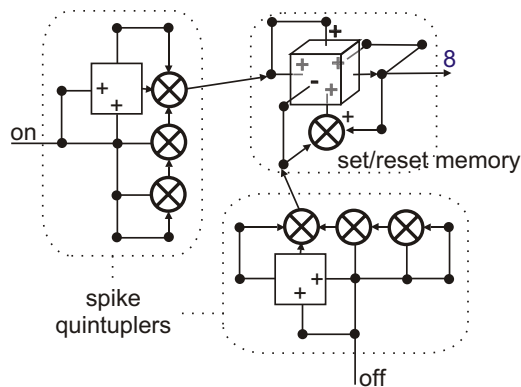 +
+ + +
- +
+ 8
+
on +
set/reset memory
+
spike
quintuplers +
off